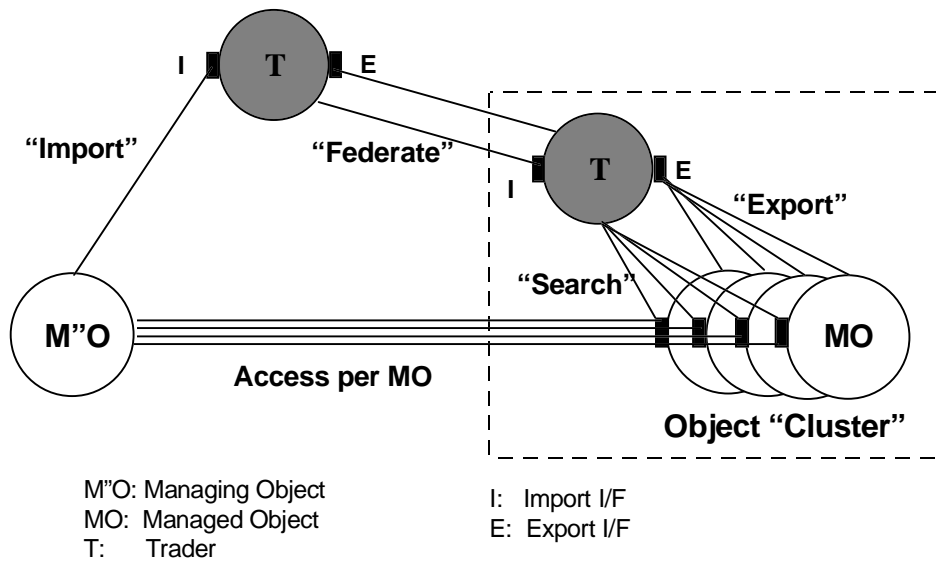 T
I
E
“Import”
“Federate”
T
I
E
“Export”
“Search”
M”O
MO
Access per MO
Object “Cluster”
M”O: Managing Object
MO: Managed Object
T: Trader
I: Import I/F
E: Export I/F